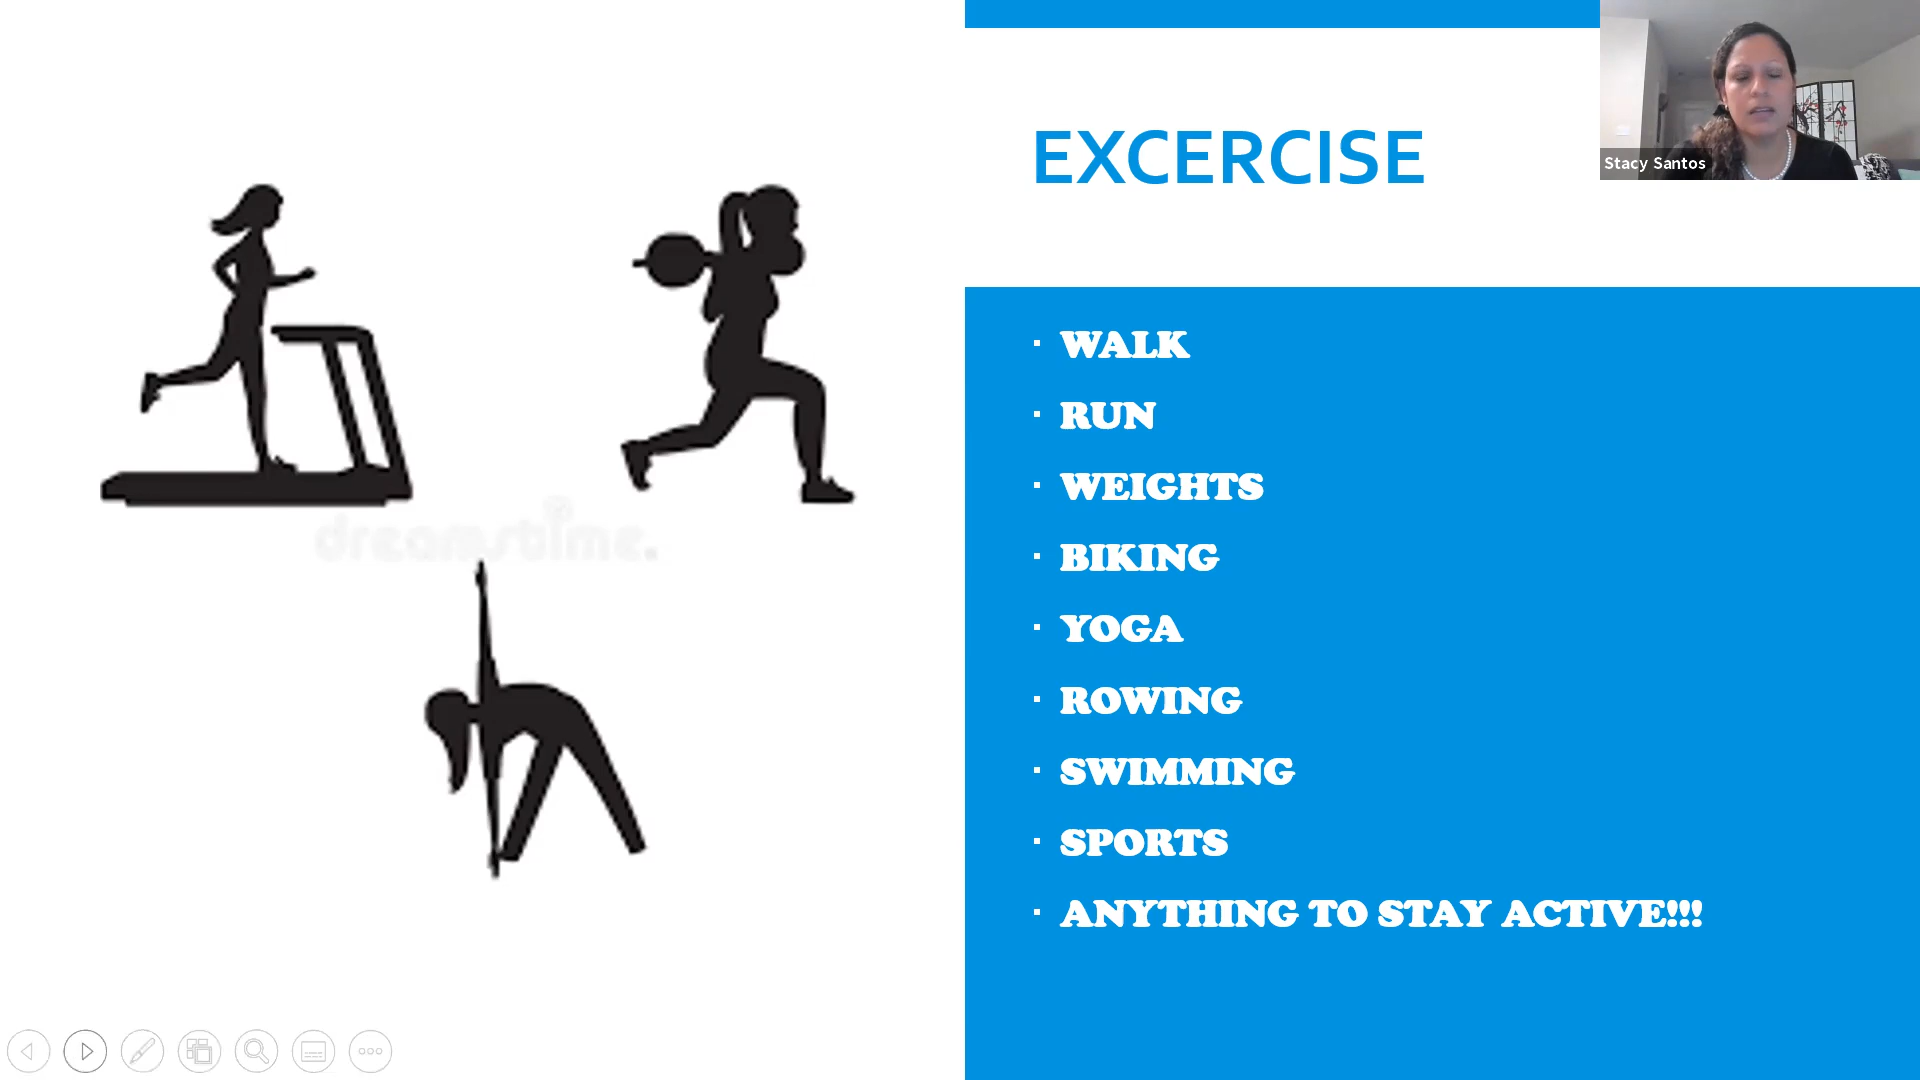 EXCERCISE
Stacy Santos
WALK
RUN
WEIGHTS
BIKING
YOGA
ROWING
SWIMMING
SPORTS
ANYTHING TO STAY ACTIVE!!!
dreamstime.